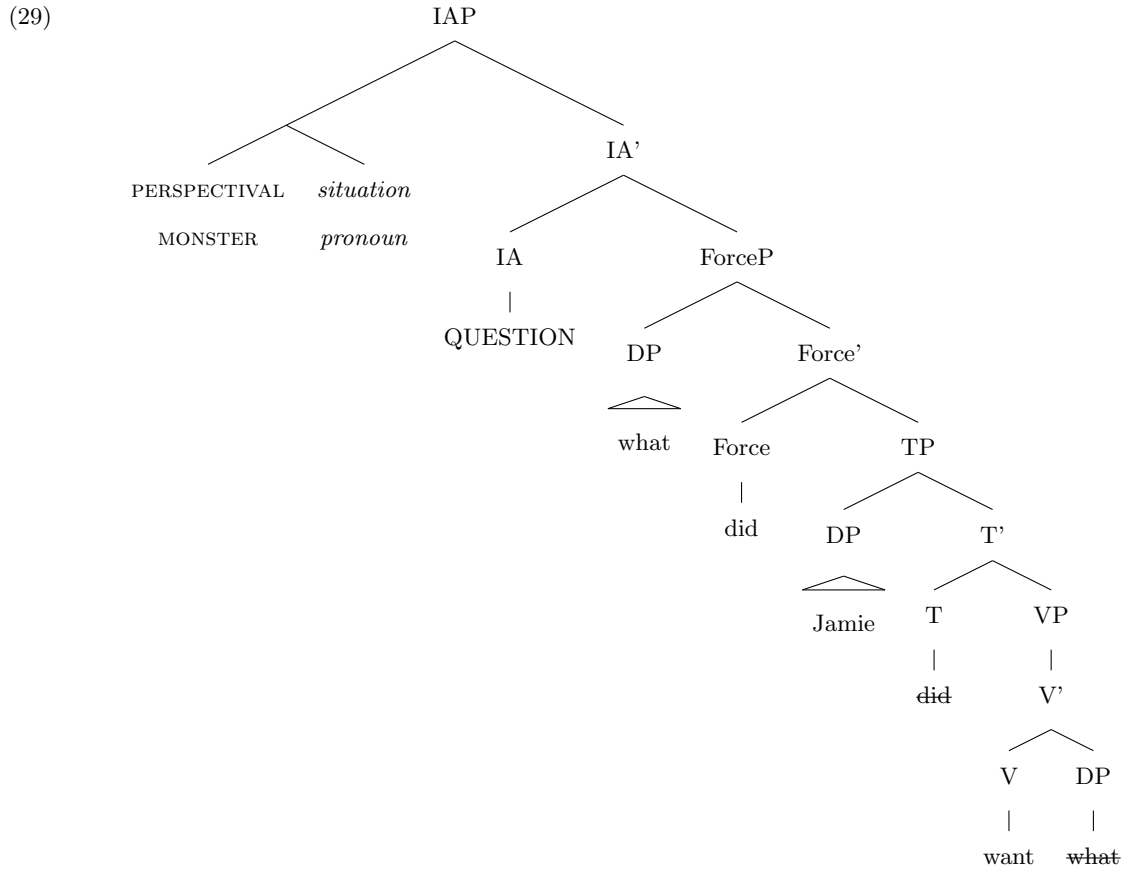 (29)
IAP
IA’
PERSPECTIVAL situation
MONSTER pronoun
IA ForceP
QUESTION
DP Force’
what Force TP
did DP T’
Jamie T VP
did V’
V DP
want what